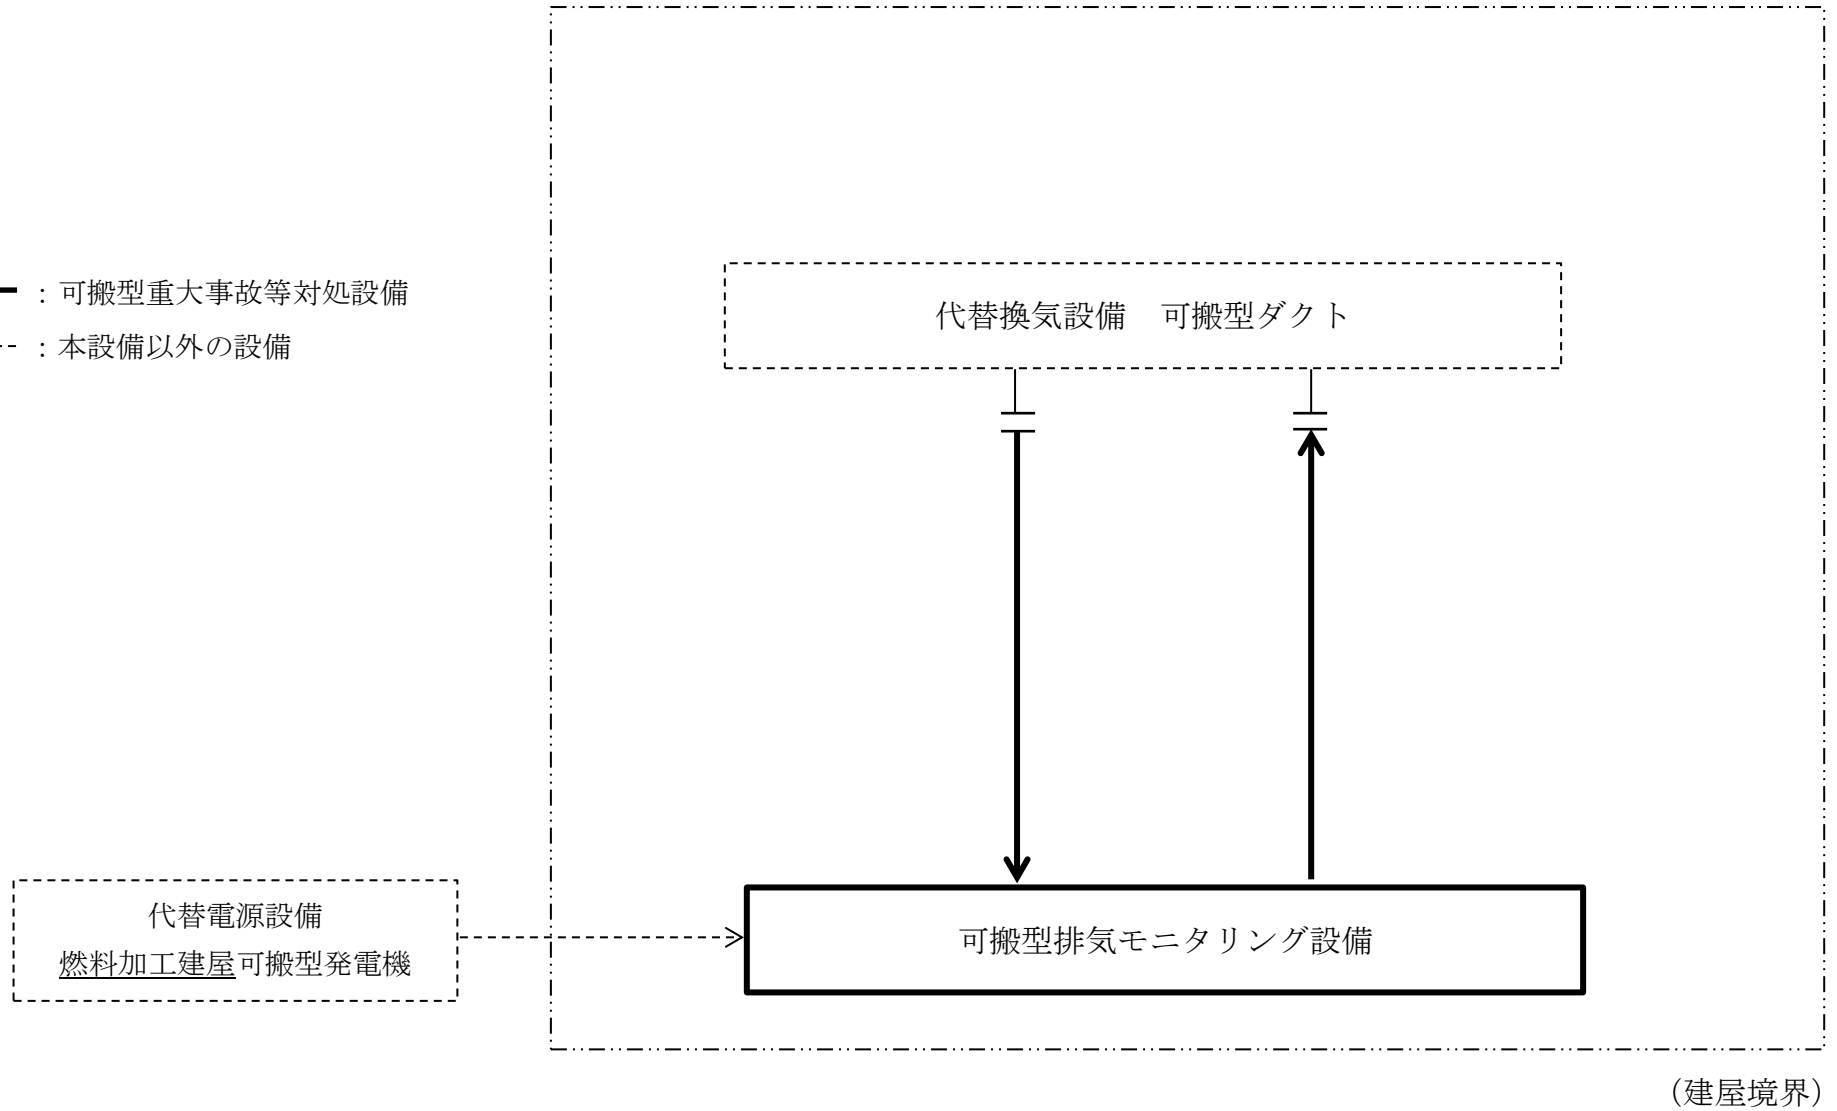 ：可搬型重大事故等対処設備
：本設備以外の設備
代替換気設備　可搬型ダクト
代替電源設備
燃料加工建屋可搬型発電機
可搬型排気モニタリング設備
（建屋境界）